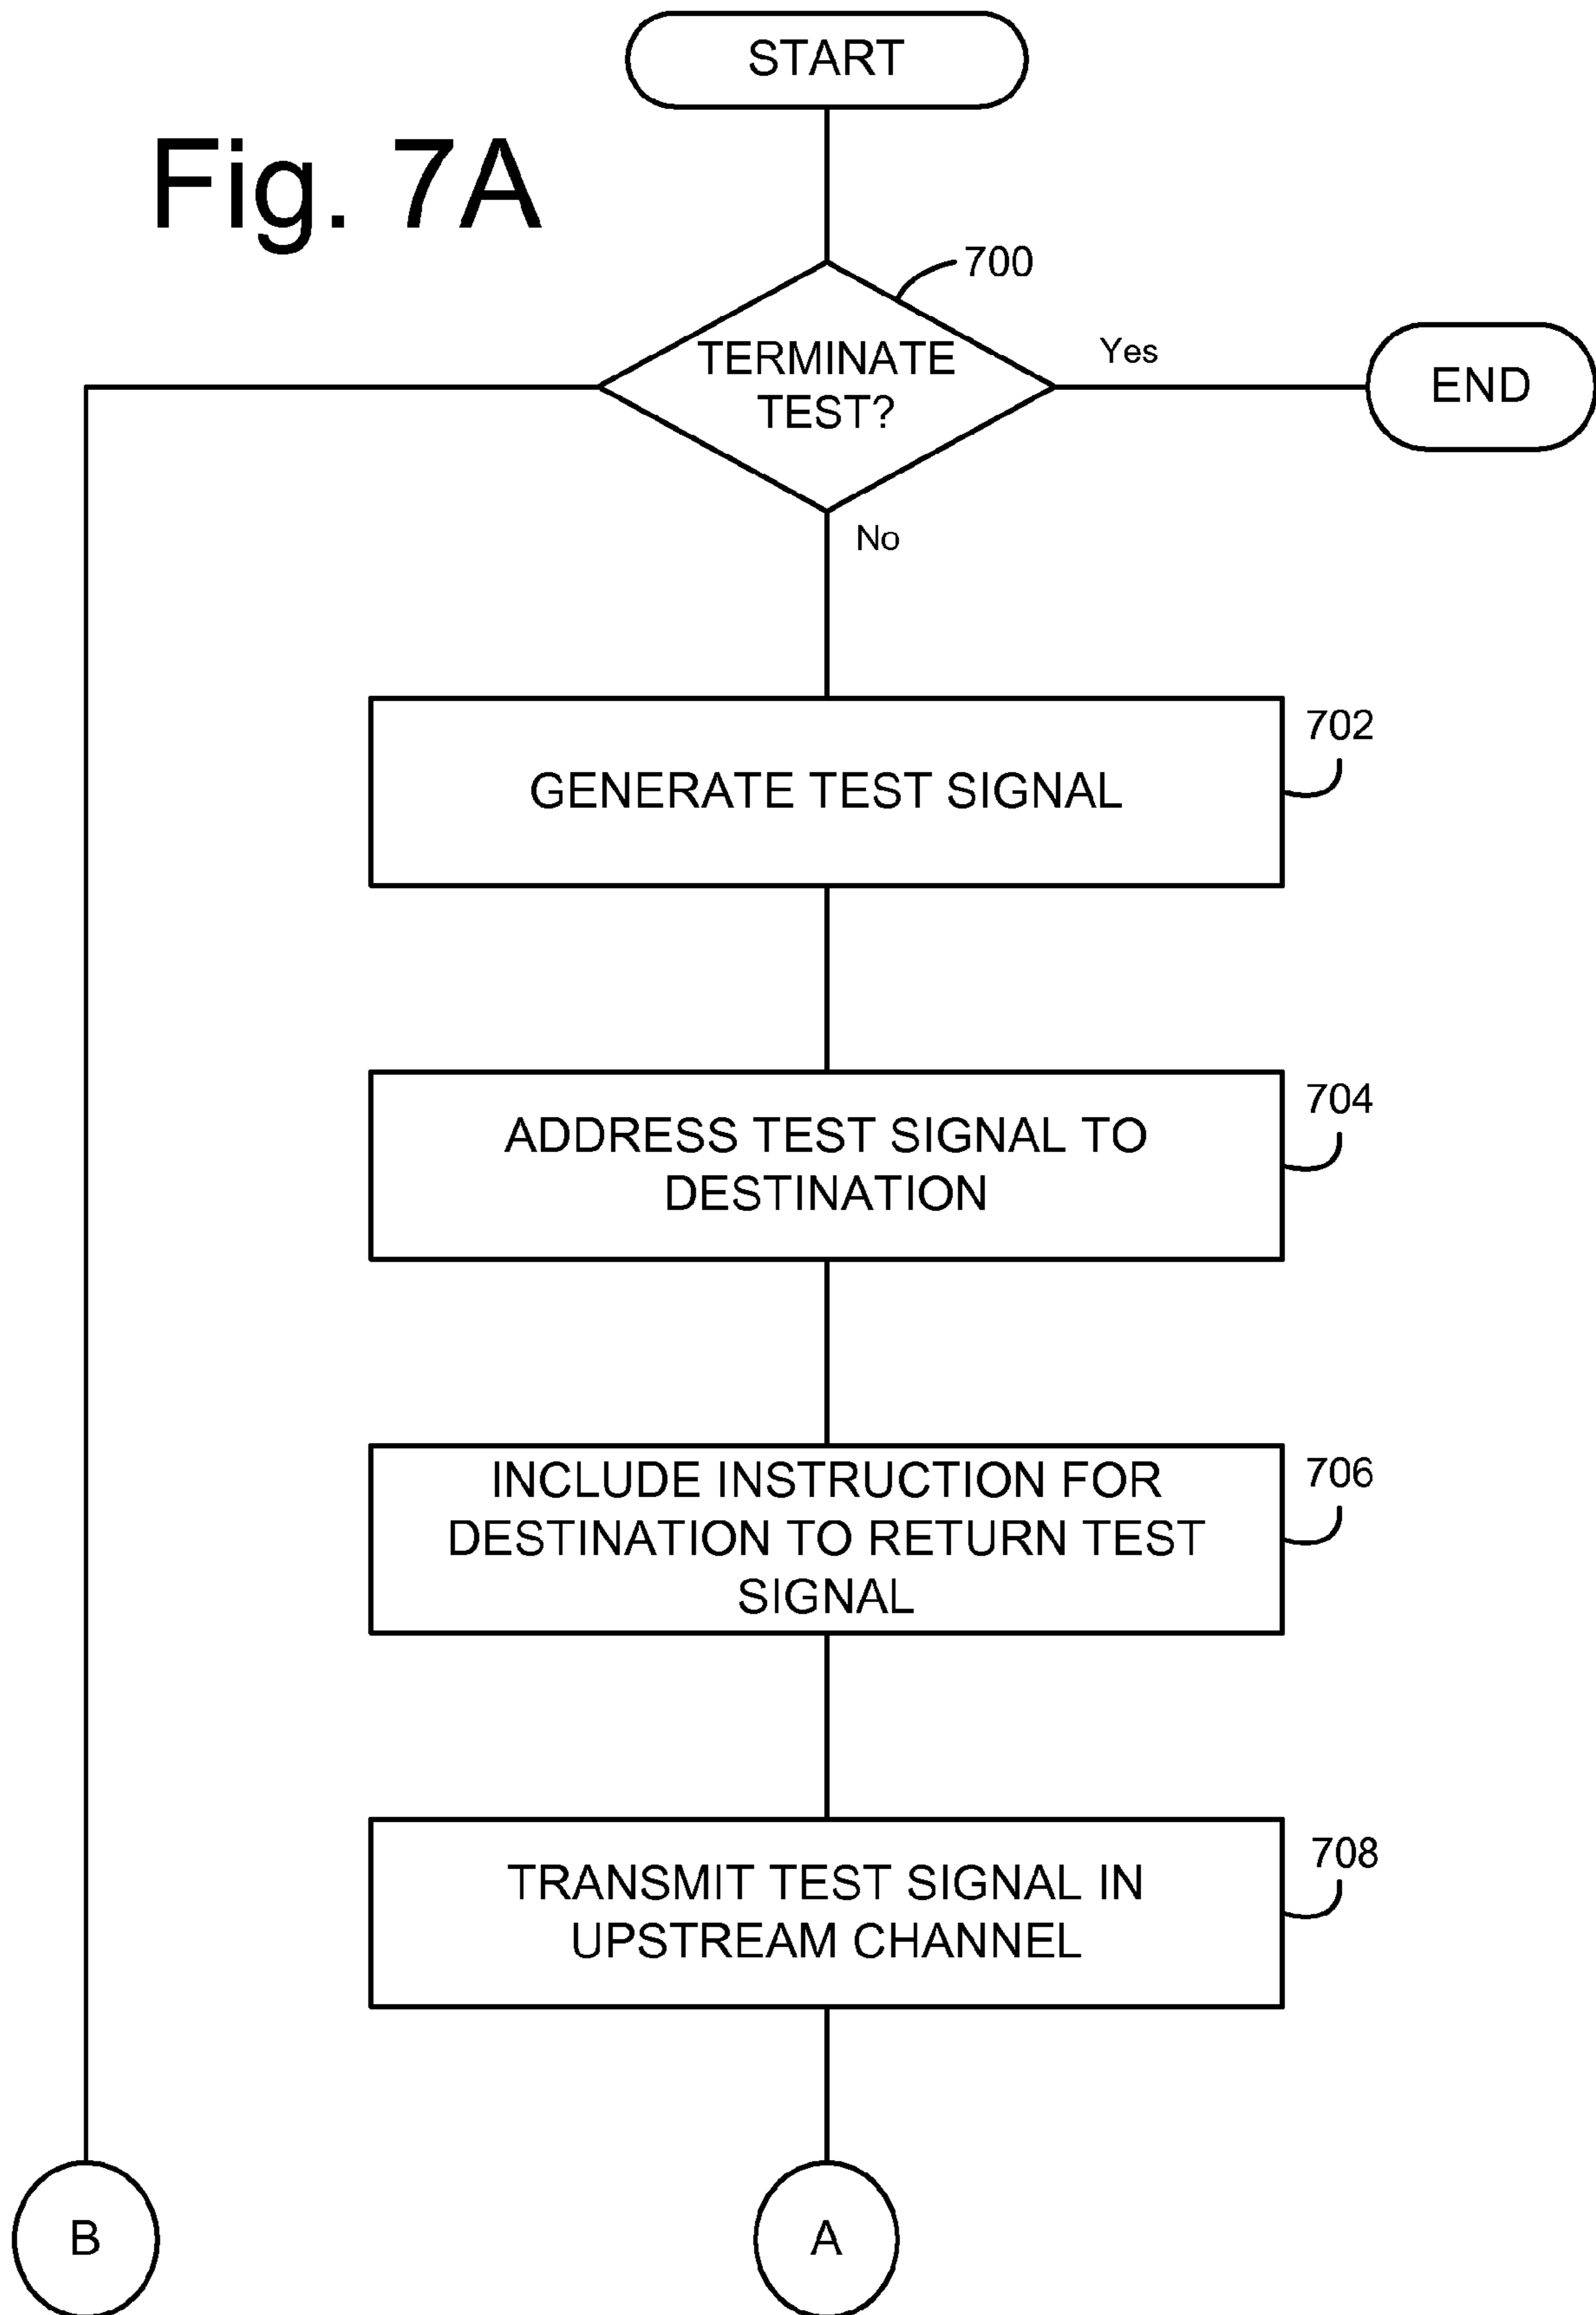 START
Fig. 7A
700
TERMINATE
TEST?
Yes
END
No
702
GENERATE TEST SIGNAL
704
ADDRESS TEST SIGNAL TO
DESTINATION
706
INCLUDE INSTRUCTION FOR
DESTINATION TO RETURN TEST
SIGNAL
708
TRANSMIT TEST SIGNAL IN
UPSTREAM CHANNEL
B
A